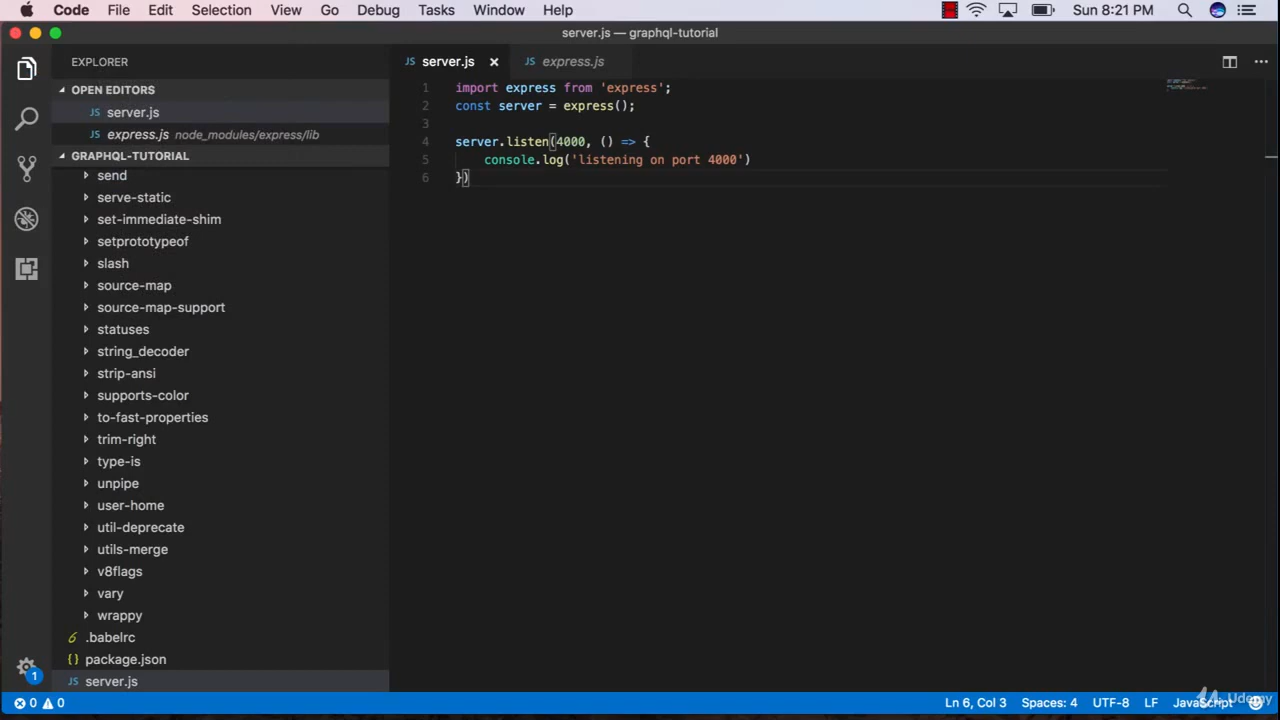 Code File Edit Selection View Go Debug Tasks Window Help Sun 8:21 PM
server.js — graphql-tutorial
EXPLORER
OPEN EDITORS
JS server.js
JS express.js node_modules/express/lib
GRAPHQL-TUTORIAL
send
serve-static
set-immediate-shim
setprototypeof
slash
source-map
source-map-support
statuses
string_decoder
strip-ansi
supports-color
to-fast-properties
trim-right
type-is
unpipe
user-home
util-deprecate
utils-merge
v8flags
vary
wrappy
.babelrc
{} package.json
JS server.js
1
JS server.js × JS express.js
1 import express from 'express';
2 const server = express();
3
4 server.listen(4000, () => {
5 console.log('listening on port 4000')
6 })
0 0 Ln 6, Col 3 Spaces: 4 UTF-8 LF JavaScript
Udemy